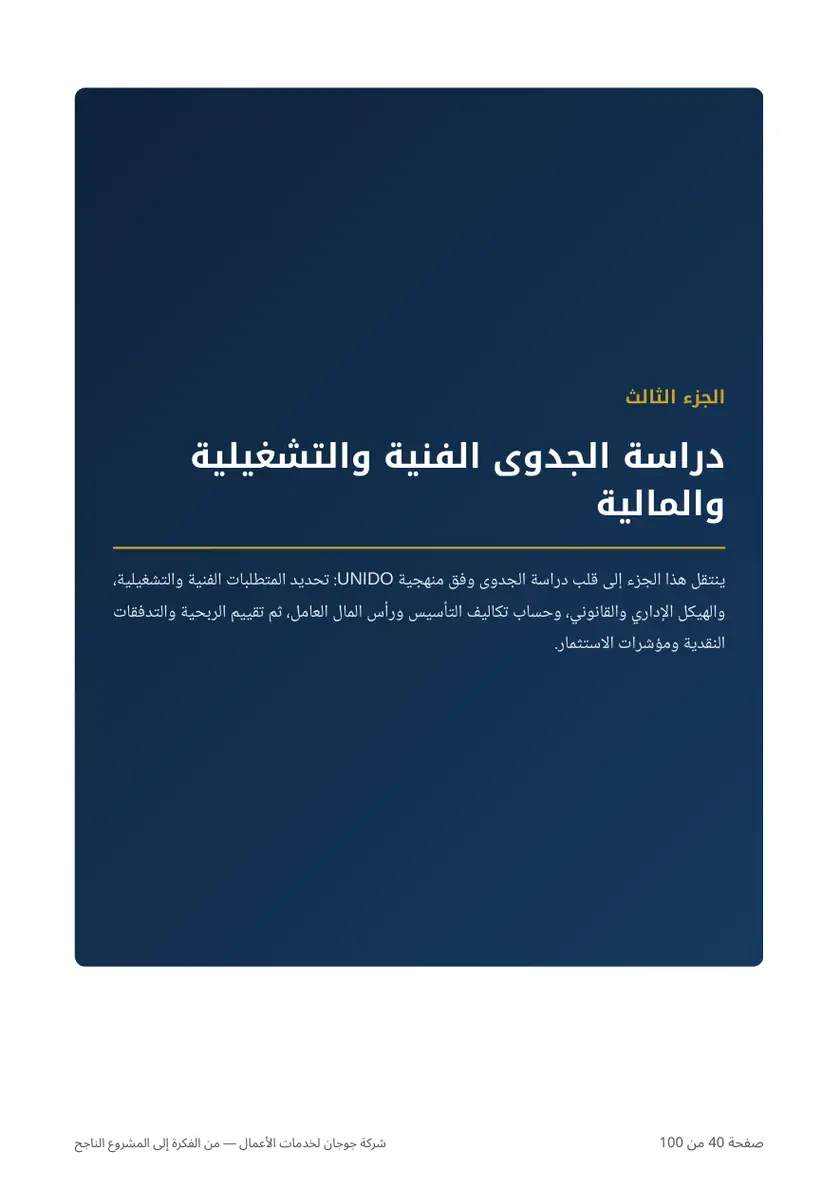 الجزء الثالث
دراسة الجدوى الفنية والتشغيلية
والمالية
ينتقل هذا الجزء إلى قلب دراسة الجدوى وفق منهجية UNIDO: تحديد المتطلبات الفنية والتشغيلية،
والهيكل الإداري والقانوني، وحساب تكاليف التأسيس ورأس المال العامل، ثم تقييم الربحية والتدفقات
النقدية ومؤشرات الاستثمار.
صفحة 40 من 100
شركة جوجان لخدمات الأعمال — من الفكرة إلى المشروع الناجح